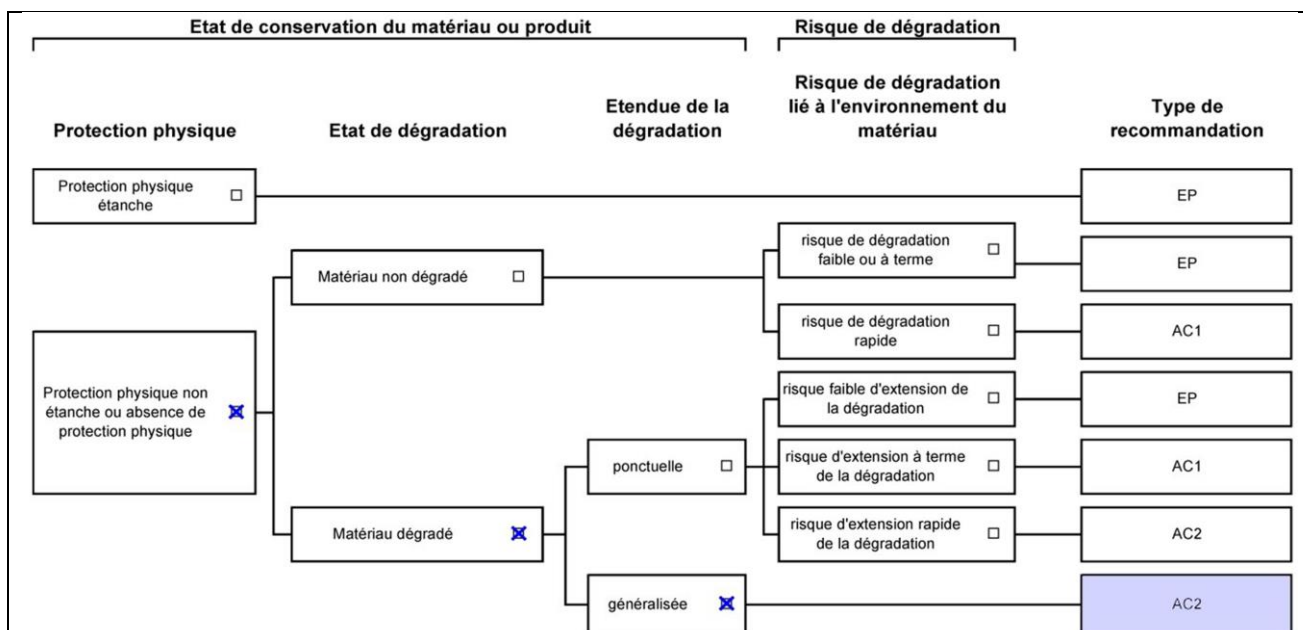 Etat de conservation du matériau ou produit
Risque de dégradation
Protection physique
Etat de dégradation
Etendue de la
dégradation
Risque de dégradation
lié à l'environnement du
matériau
Type de
recommandation
Protection physique
étanche
EP
Matériau non dégradé
risque de dégradation
faible ou à terme
EP
risque de dégradation
rapide
AC1
Protection physique non
étanche ou absence de
protection physique
risque faible d'extension de
la dégradation
EP
ponctuelle
risque d'extension à terme
de la dégradation
AC1
Matériau dégradé
risque d'extension rapide
de la dégradation
AC2
généralisée
AC2